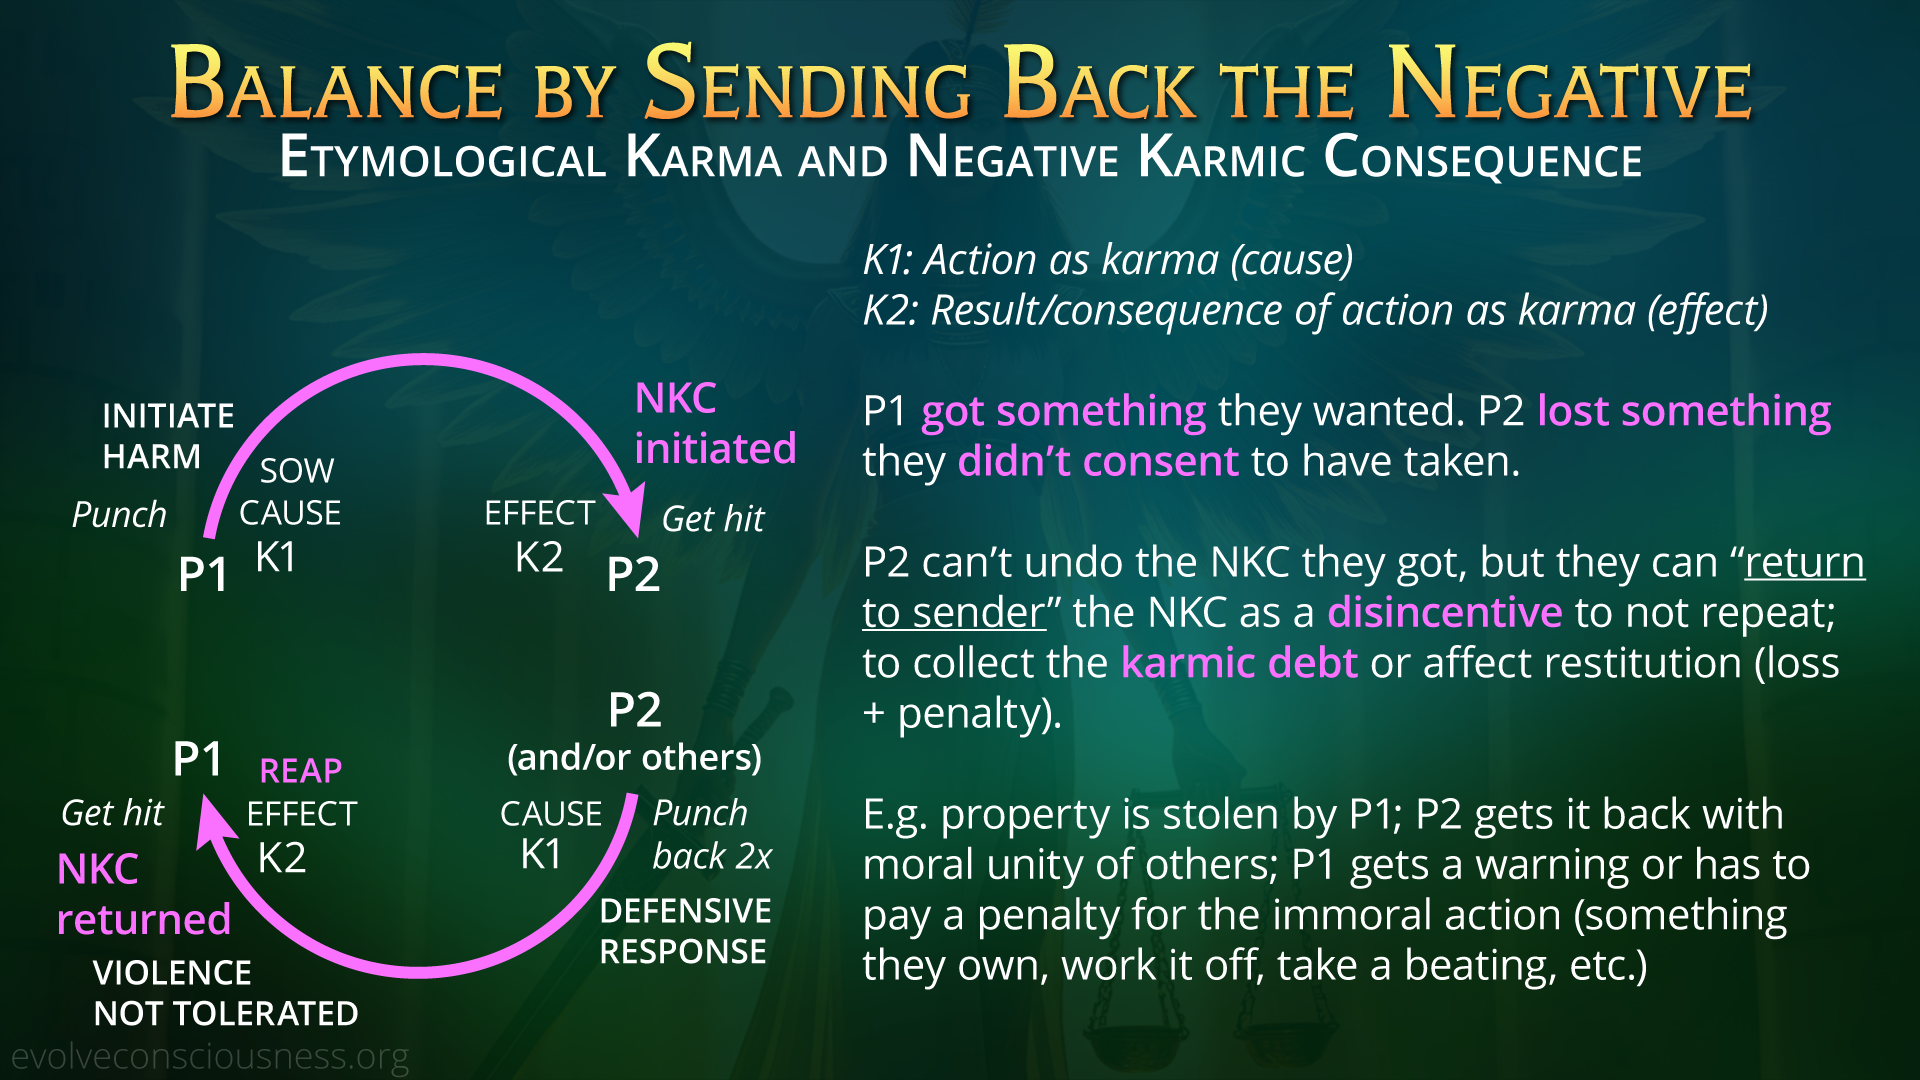 BALANCE BY SENDING BACK THE NEGATIVE
ETYMOLOGICAL KARMA AND NEGATIVE KARMIC CONSEQUENCE
K1: Action as karma (cause)
K2: Result/consequence of action as karma (effect)
INITIATE
HARM
Punch
P1
SOW
CAUSE
K1
EFFECT
K2
NKC
initiated
Get hit
P2
P1
Get hit
REAP
EFFECT
K2
NKC
returned
VIOLENCE
NOT TOLERATED
P2
(and/or others)
CAUSE
K1
Punch
back 2x
DEFENSIVE
RESPONSE
P1 got something they wanted. P2 lost something
they didn’t consent to have taken.
P2 can’t undo the NKC they got, but they can “return
to sender” the NKC as a disincentive to not repeat;
to collect the karmic debt or affect restitution (loss
+ penalty).
E.g. property is stolen by P1; P2 gets it back with
moral unity of others; P1 gets a warning or has to
pay a penalty for the immoral action (something
they own, work it off, take a beating, etc.)
evolveconsciousness.org